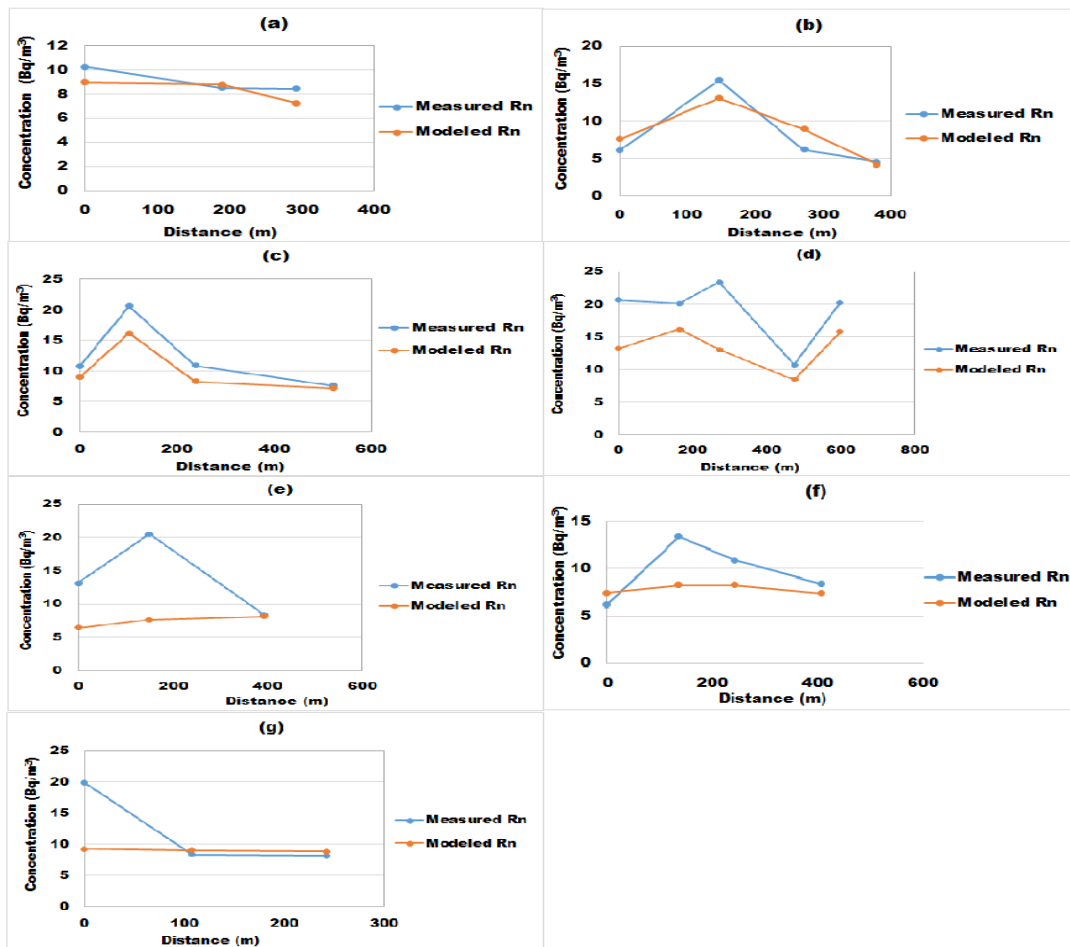 (a)
Concentration (Bq/m³)
12
10
8
6
4
2
0
0 100 200 300 400
Distance (m)
Measured Rn
Modeled Rn
(b)
Concentration (Bq/m³)
20
15
10
5
0
0 100 200 300 400
Distance (m)
Measured Rn
Modeled Rn
(c)
Concentration (Bq/m³)
25
20
15
10
5
0
0 200 400 600
Distance (m)
Measured Rn
Modeled Rn
(d)
Concentration (Bq/m³)
25
20
15
10
5
0
0 200 400 600 800
Distance (m)
Measured Rn
Modeled Rn
(e)
Concentration (Bq/m³)
25
20
15
10
5
0
0 200 400 600
Distance (m)
Measured Rn
Modeled Rn
(f)
Concentration (Bq/m³)
15
10
5
0
0 200 400 600
Distance (m)
Measured Rn
Modeled Rn
(g)
Concentration (Bq/m³)
25
20
15
10
5
0
0 100 200 300
Distance (m)
Measured Rn
Modeled Rn